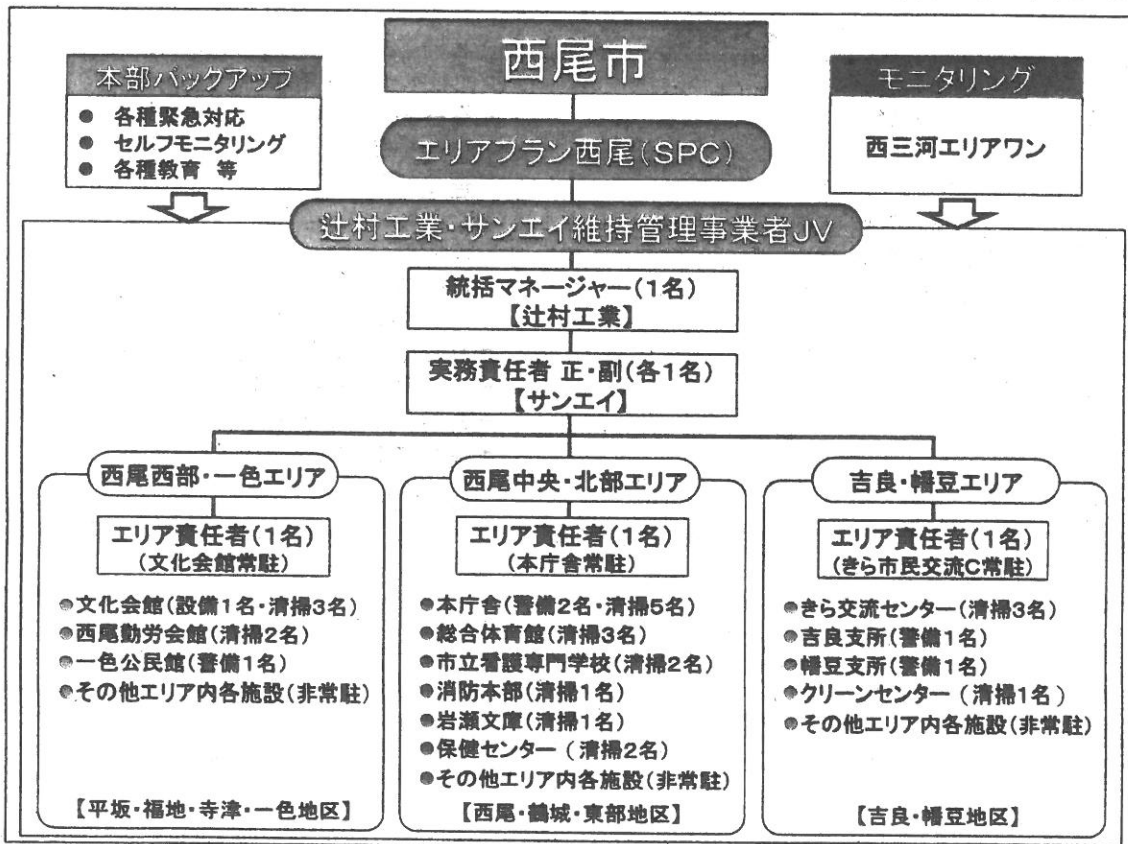 西尾市
本部バックアップ
● 各種緊急対応
● セルフモニタリング
● 各種教育 等
モニタリング
西三河エリアワン
エリアプラン西尾(SPC)
辻村工業・サンエイ維持管理事業者JV
統括マネージャー(1名)
【辻村工業】
実務責任者 正・副(各1名)
【サンエイ】
西尾西部・一色エリア
エリア責任者(1名)
(文化会館常駐)
●文化会館(設備1名・清掃3名)
●西尾勤労会館(清掃2名)
●一色公民館(警備1名)
●その他エリア内各施設(非常駐)
【平坂・福地・寺津・一色地区】
西尾中央・北部エリア
エリア責任者(1名)
(本庁舎常駐)
●本庁舎(警備2名・清掃5名)
●総合体育館(清掃3名)
●市立看護専門学校(清掃2名)
●消防本部(清掃1名)
●岩瀬文庫(清掃1名)
●保健センター(清掃2名)
●その他エリア内各施設(非常駐)
【西尾・鶴城・東部地区】
吉良・幡豆エリア
エリア責任者(1名)
(きら市民交流C常駐)
●きら交流センター(清掃3名)
●吉良支所(警備1名)
●幡豆支所(警備1名)
●クリーンセンター(清掃1名)
●その他エリア内各施設(非常駐)
【吉良・幡豆地区】